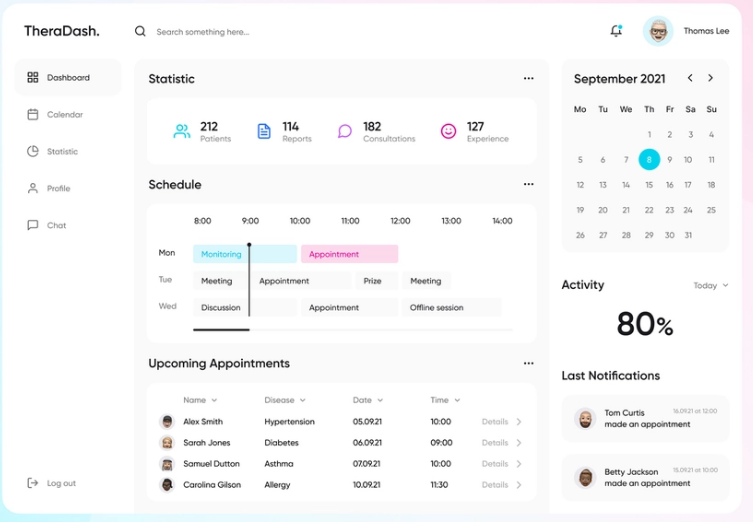 TheraDash.
Search something here...
Thomas Lee
Dashboard
Calendar
Statistic
Profile
Chat
Log out
Statistic
212
Patients
114
Reports
182
Consultations
127
Experience
Schedule
8:00 9:00 10:00 11:00 12:00 13:00 14:00
Mon Monitoring Appointment
Tue Meeting Appointment Prize Meeting
Wed Discussion Appointment Offline session
Upcoming Appointments
Name Disease Date Time
Alex Smith Hypertension 05.09.21 10:00 Details
Sarah Jones Diabetes 06.09.21 09:00 Details
Samuel Dutton Asthma 07.09.21 10:00 Details
Carolina Gilson Allergy 10.09.21 11:30 Details
September 2021
Mo Tu We Th Fr Sa Su
1 2 3 4
5 6 7 8 9 10 11
12 13 14 15 16 17 18
19 20 21 22 23 24 25
26 27 28 29 30 31
Activity
Today
80%
Last Notifications
Tom Curtis 16.09.21 at 12:00
made an appointment
Betty Jackson 15.09.21 at 10:00
made an appointment